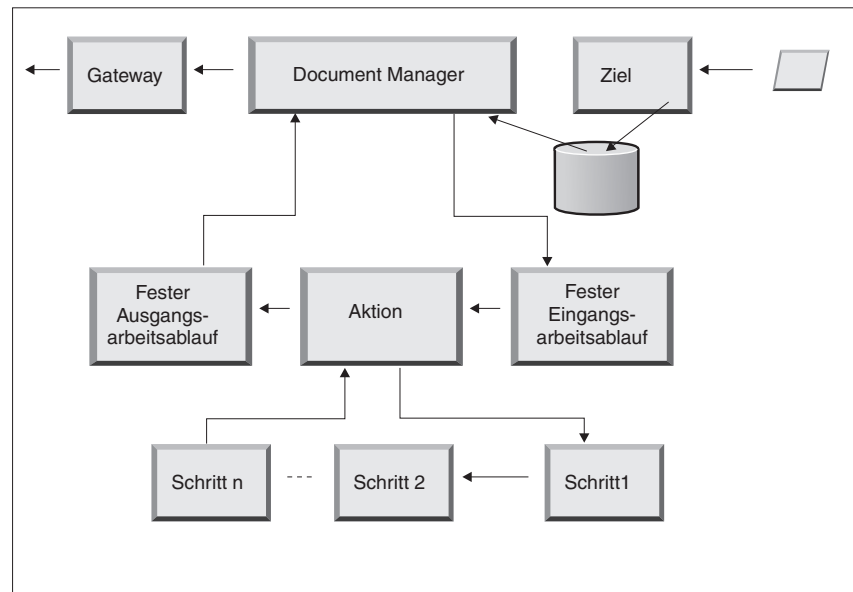 Gateway
Document Manager
Ziel
Fester
Ausgangs-
arbeitsablauf
Aktion
Fester
Eingangs-
arbeitsablauf
Schritt n
Schritt 2
Schritt1